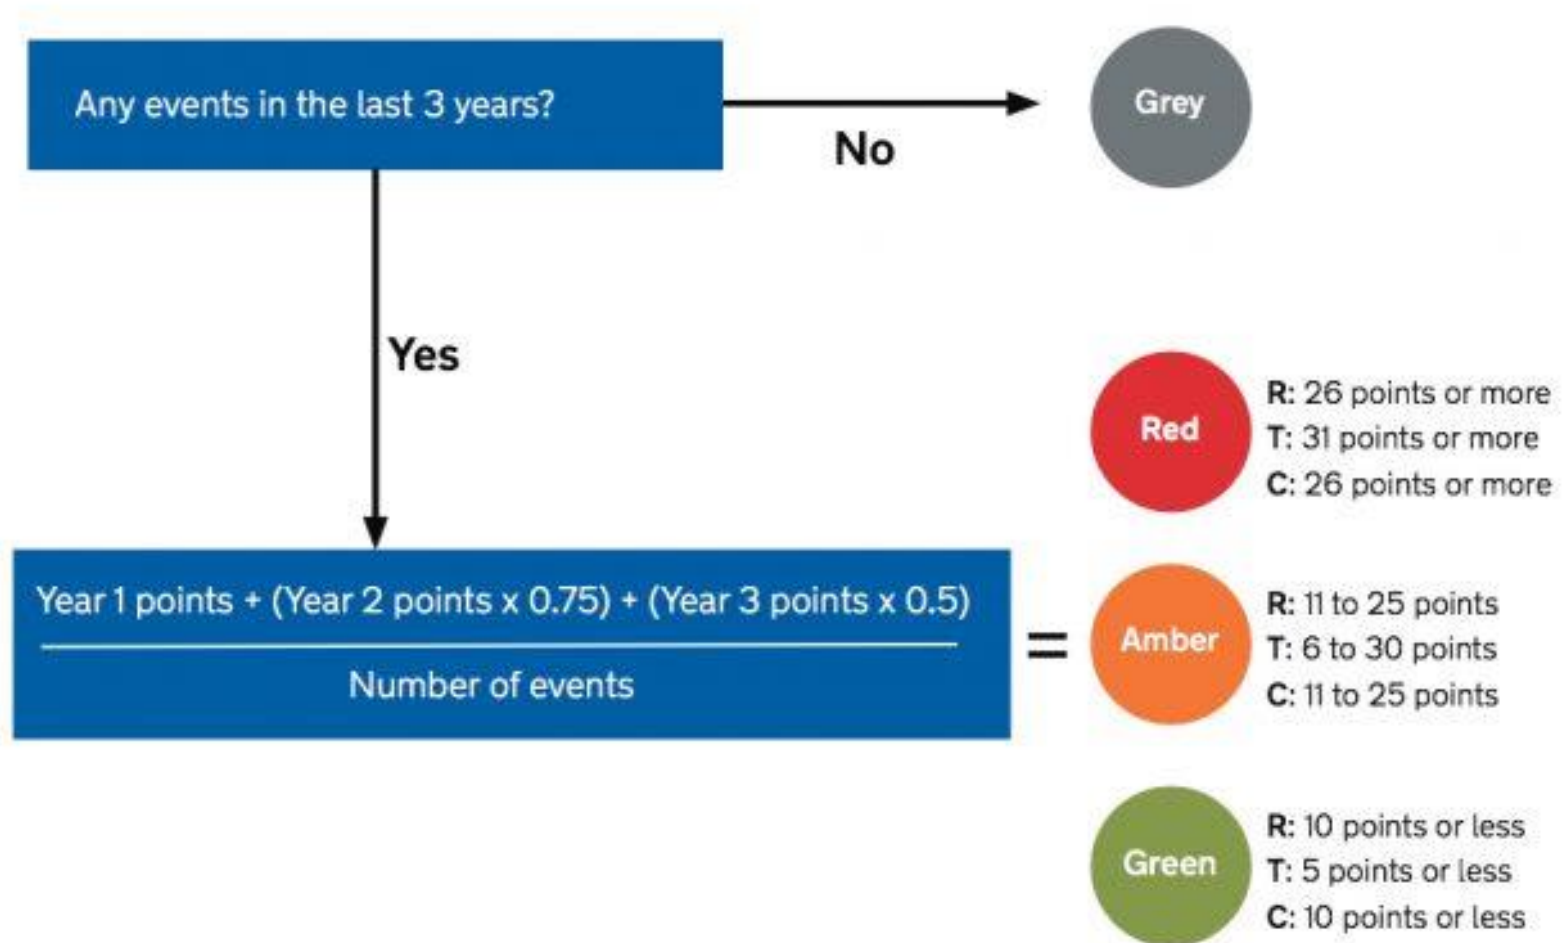 Any events in the last 3 years?
No
Grey
Yes
Red
R: 26 points or more
T: 31 points or more
C: 26 points or more
Year 1 points + (Year 2 points x 0.75) + (Year 3 points x 0.5)
Number of events
=
Amber
R: 11 to 25 points
T: 6 to 30 points
C: 11 to 25 points
Green
R: 10 points or less
T: 5 points or less
C: 10 points or less